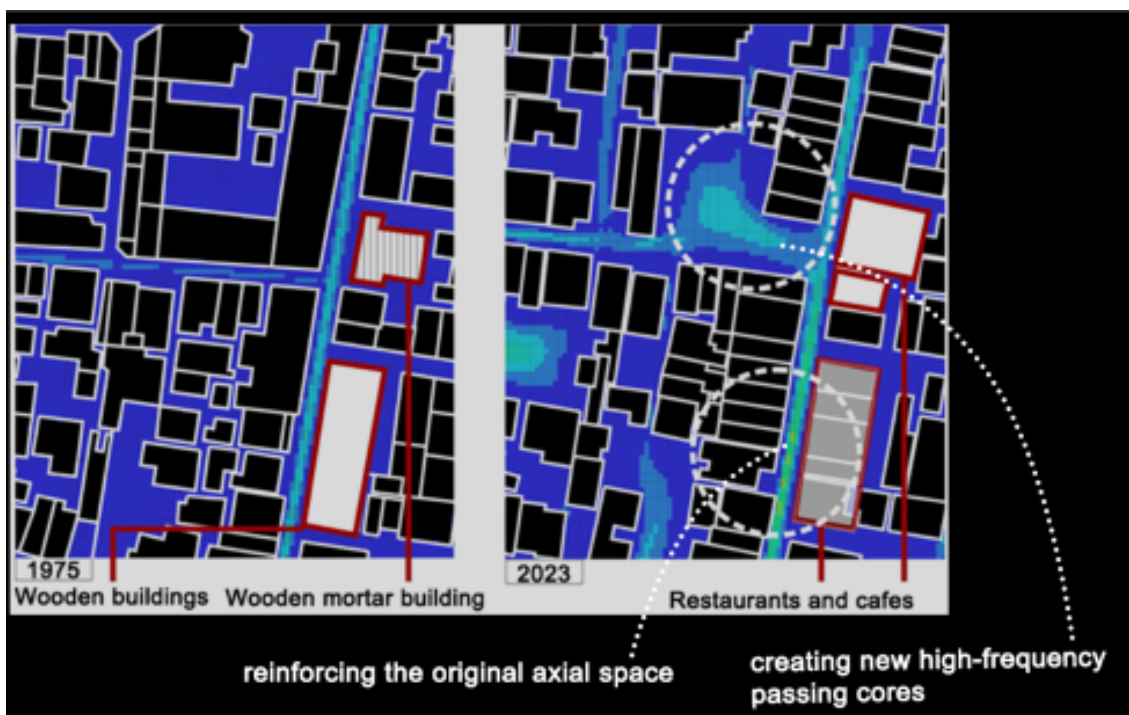 1975
2023
Wooden buildings
Wooden mortar building
Restaurants and cafes
reinforcing the original axial space
creating new high-frequency
passing cores